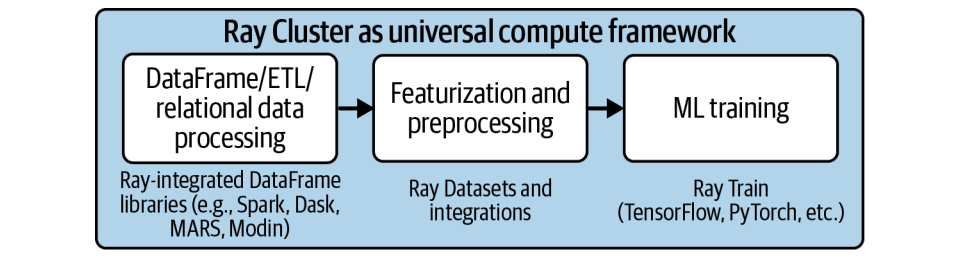 Ray Cluster as universal compute framework
DataFrame/ETL/
relational data
processing
Featurization and
preprocessing
ML training
Ray-integrated DataFrame
libraries (e.g., Spark, Dask,
MARS, Modin)
Ray Datasets and
integrations
Ray Train
(TensorFlow, PyTorch, etc.)